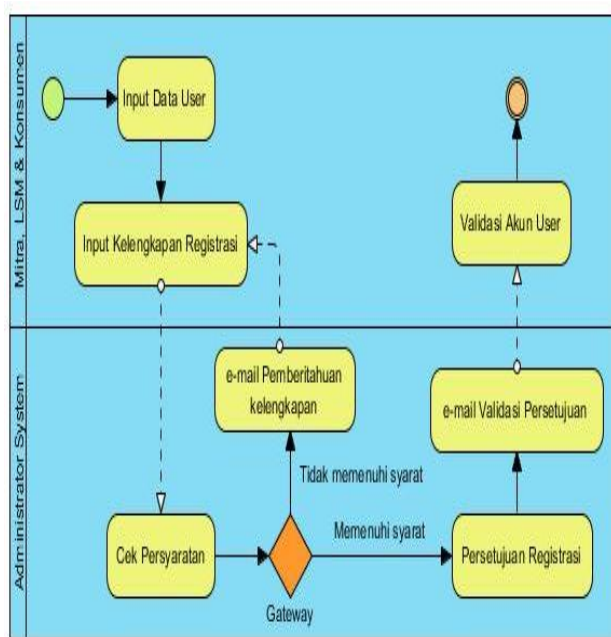 Mitra, LSM & Konsumen
Input Data User
Input Kelengkapan Registrasi
Validasi Akun User
Administrator System
e-mail Pemberitahuan
kelengkapan
e-mail Validasi Persetujuan
Tidak memenuhi syarat
Cek Persyaratan
Memenuhi syarat
Persetujuan Registrasi
Gateway